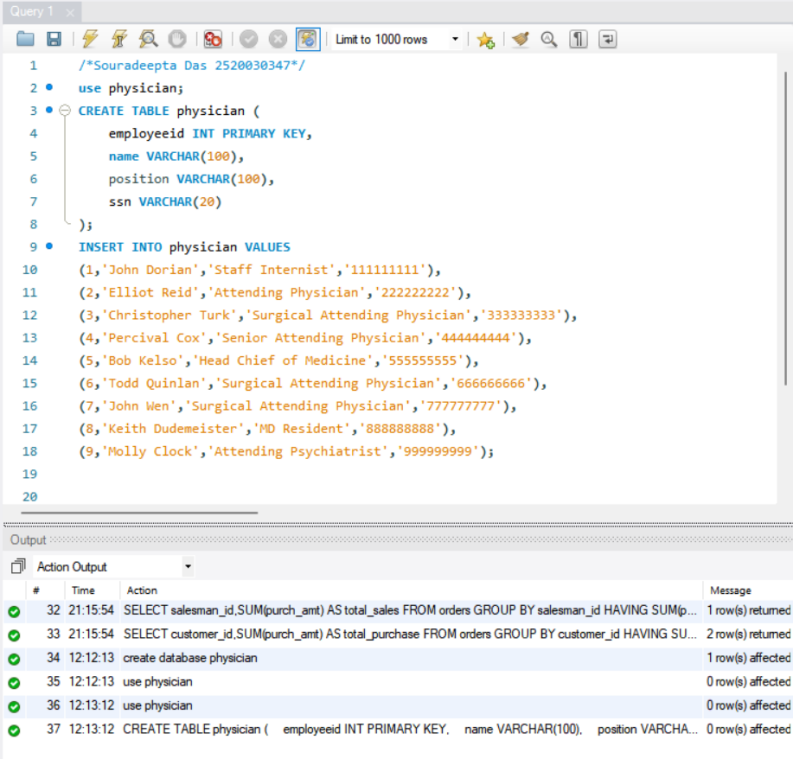 Query 1
Limit to 1000 rows
1 /*Souradeepta Das 2520030347*/
2 use physician;
3 CREATE TABLE physician (
4 employeeid INT PRIMARY KEY,
5 name VARCHAR(100),
6 position VARCHAR(100),
7 ssn VARCHAR(20)
8 );
9 INSERT INTO physician VALUES
10 (1,'John Dorian','Staff Internist','111111111'),
11 (2,'Elliot Reid','Attending Physician','222222222'),
12 (3,'Christopher Turk','Surgical Attending Physician','333333333'),
13 (4,'Percival Cox','Senior Attending Physician','444444444'),
14 (5,'Bob Kelso','Head Chief of Medicine','555555555'),
15 (6,'Todd Quinlan','Surgical Attending Physician','666666666'),
16 (7,'John Wen','Surgical Attending Physician','777777777'),
17 (8,'Keith Dudemeister','MD Resident','888888888'),
18 (9,'Molly Clock','Attending Psychiatrist','999999999');
19
20
Output
Action Output
# Time Action Message
32 21:15:54 SELECT salesman_id,SUM(purch_amt) AS total_sales FROM orders GROUP BY salesman_id HAVING SUM(p... 1 row(s) returned
33 21:15:54 SELECT customer_id,SUM(purch_amt) AS total_purchase FROM orders GROUP BY customer_id HAVING SU... 2 row(s) returned
34 12:12:13 create database physician 1 row(s) affected
35 12:12:13 use physician 0 row(s) affected
36 12:13:12 use physician 0 row(s) affected
37 12:13:12 CREATE TABLE physician ( employeeid INT PRIMARY KEY, name VARCHAR(100), position VARCHA... 0 row(s) affected